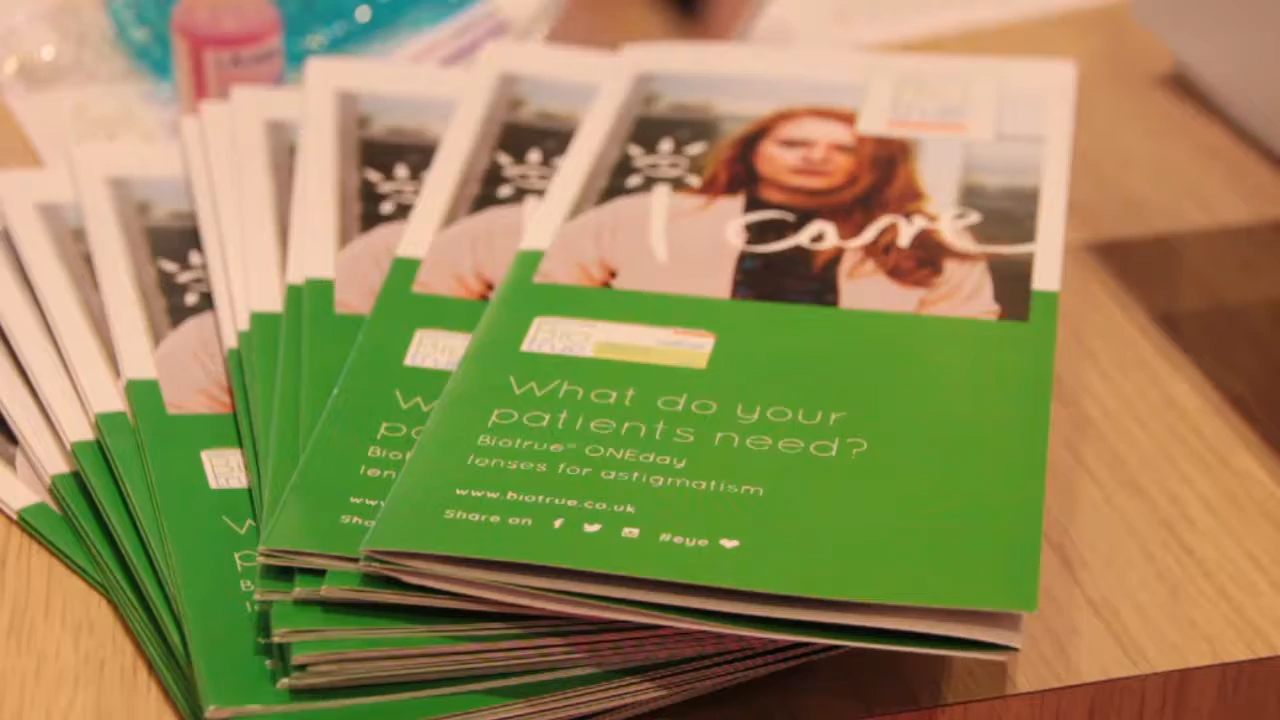 I care
What do your
patients need?
Biotrue® ONEday
lenses for astigmatism
www.biotrue.co.uk
Share on #eye